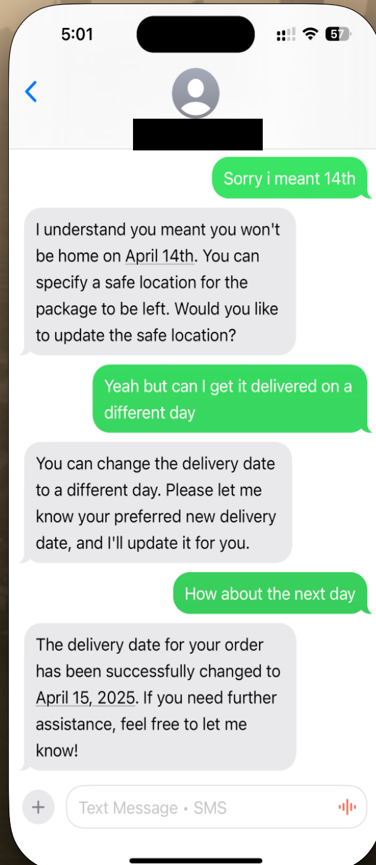 5:01
57
Sorry i meant 14th
I understand you meant you won't
be home on April 14th. You can
specify a safe location for the
package to be left. Would you like
to update the safe location?
Yeah but can I get it delivered on a
different day
You can change the delivery date
to a different day. Please let me
know your preferred new delivery
date, and I'll update it for you.
How about the next day
The delivery date for your order
has been successfully changed to
April 15, 2025. If you need further
assistance, feel free to let me
know!
Text Message • SMS